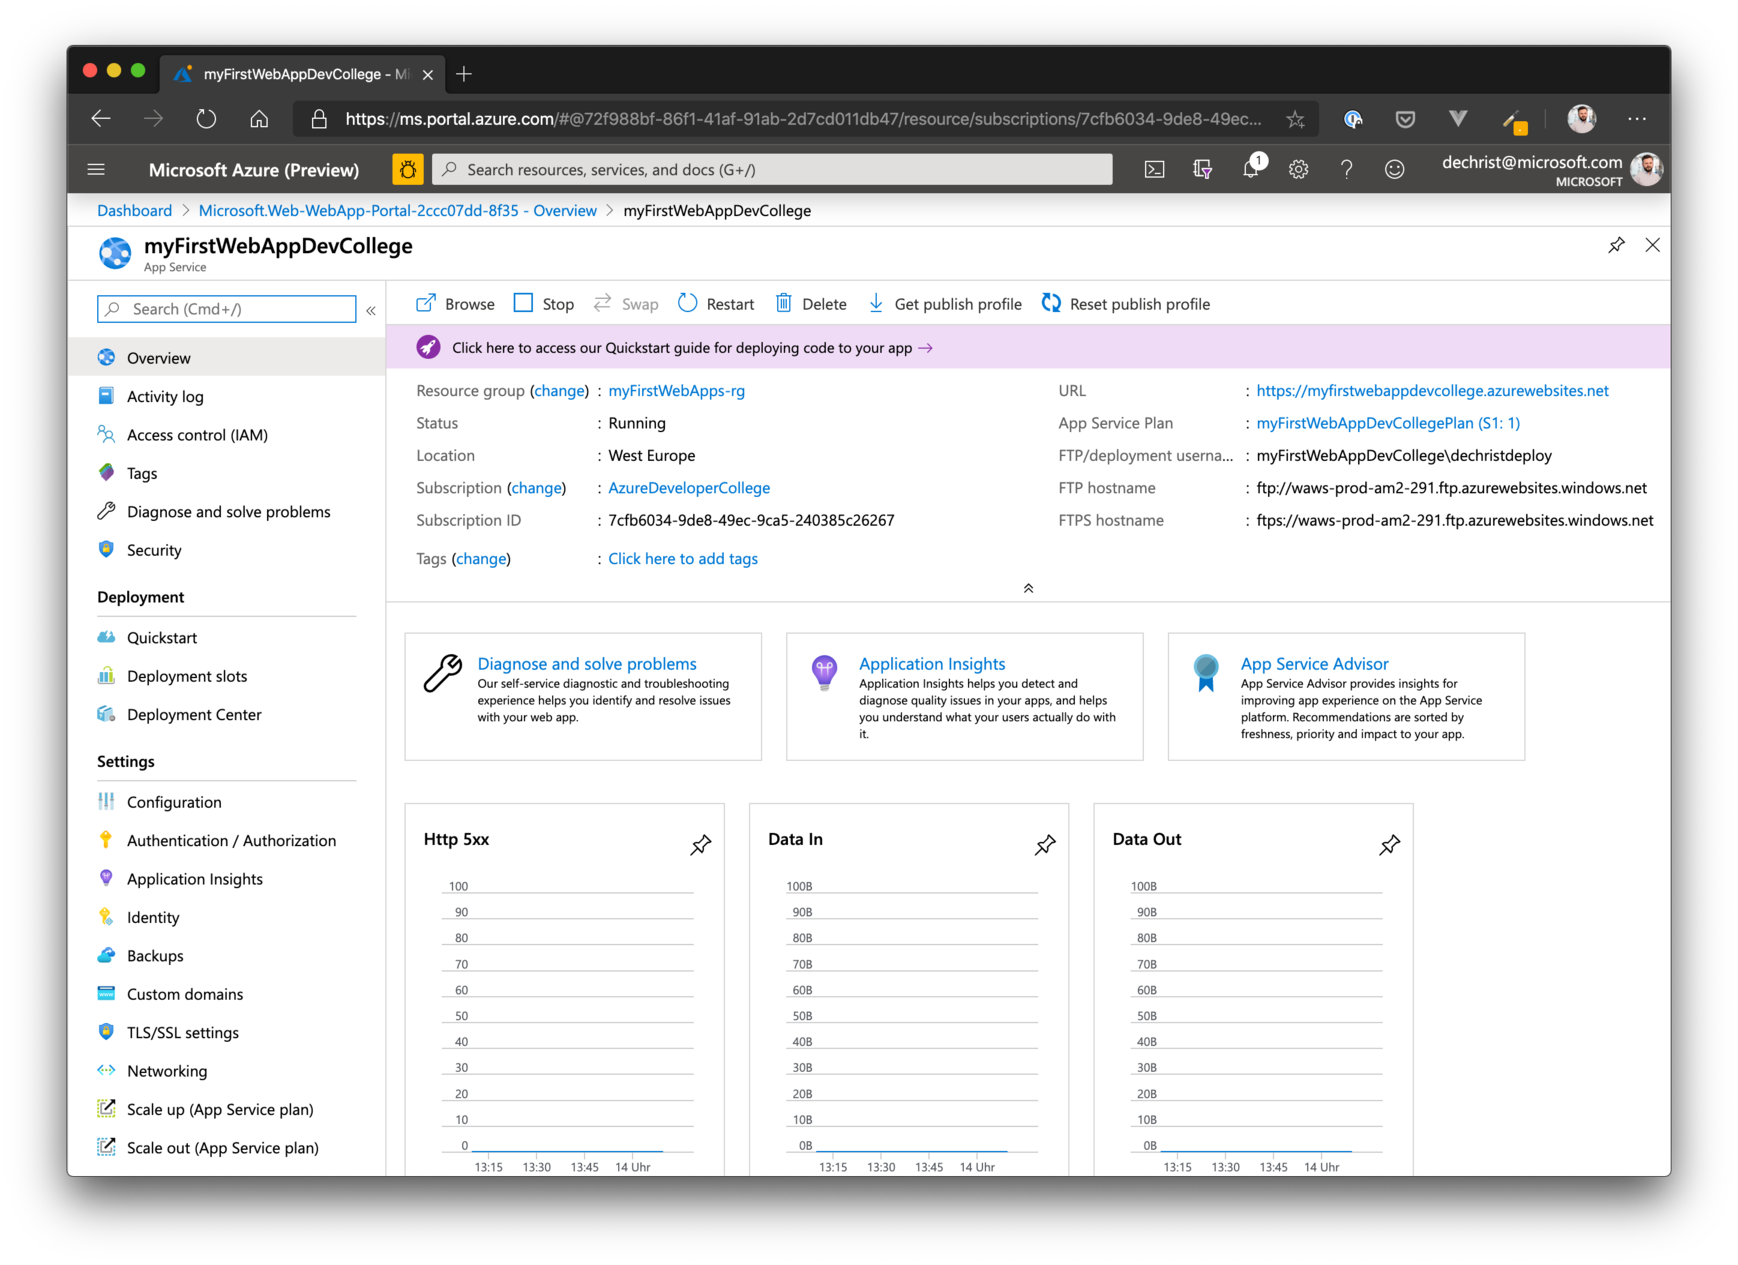 myFirstWebAppDevCollege - Mi
https://ms.portal.azure.com/#@72f988bf-86f1-41af-91ab-2d7cd011db47/resource/subscriptions/7cfb6034-9de8-49ec...
Microsoft Azure (Preview)
Search resources, services, and docs (G+/)
1
dechrist@microsoft.com
MICROSOFT
Dashboard > Microsoft.Web-WebApp-Portal-2ccc07dd-8f35 - Overview > myFirstWebAppDevCollege
myFirstWebAppDevCollege
App Service
Search (Cmd+/)
«
Overview
Activity log
Access control (IAM)
Tags
Diagnose and solve problems
Security
Deployment
Quickstart
Deployment slots
Deployment Center
Settings
Configuration
Authentication / Authorization
Application Insights
Identity
Backups
Custom domains
TLS/SSL settings
Networking
Scale up (App Service plan)
Scale out (App Service plan)
Browse Stop Swap Restart Delete Get publish profile Reset publish profile
Click here to access our Quickstart guide for deploying code to your app →
Resource group (change) : myFirstWebApps-rg
Status : Running
Location : West Europe
Subscription (change) : AzureDeveloperCollege
Subscription ID : 7cfb6034-9de8-49ec-9ca5-240385c26267
Tags (change) : Click here to add tags
URL : https://myfirstwebappdevcollege.azurewebsites.net
App Service Plan : myFirstWebAppDevCollegePlan (S1: 1)
FTP/deployment userna... : myFirstWebAppDevCollege\dechristdeploy
FTP hostname : ftp://waws-prod-am2-291.ftp.azurewebsites.windows.net
FTPS hostname : ftps://waws-prod-am2-291.ftp.azurewebsites.windows.net
Diagnose and solve problems
Our self-service diagnostic and troubleshooting
experience helps you identify and resolve issues
with your web app.
Application Insights
Application Insights helps you detect and
diagnose quality issues in your apps, and helps
you understand what your users actually do with
it.
App Service Advisor
App Service Advisor provides insights for
improving app experience on the App Service
platform. Recommendations are sorted by
freshness, priority and impact to your app.
Http 5xx
100
90
80
70
60
50
40
30
20
10
0
13:15 13:30 13:45 14 Uhr
Data In
100B
90B
80B
70B
60B
50B
40B
30B
20B
10B
0B
13:15 13:30 13:45 14 Uhr
Data Out
100B
90B
80B
70B
60B
50B
40B
30B
20B
10B
0B
13:15 13:30 13:45 14 Uhr